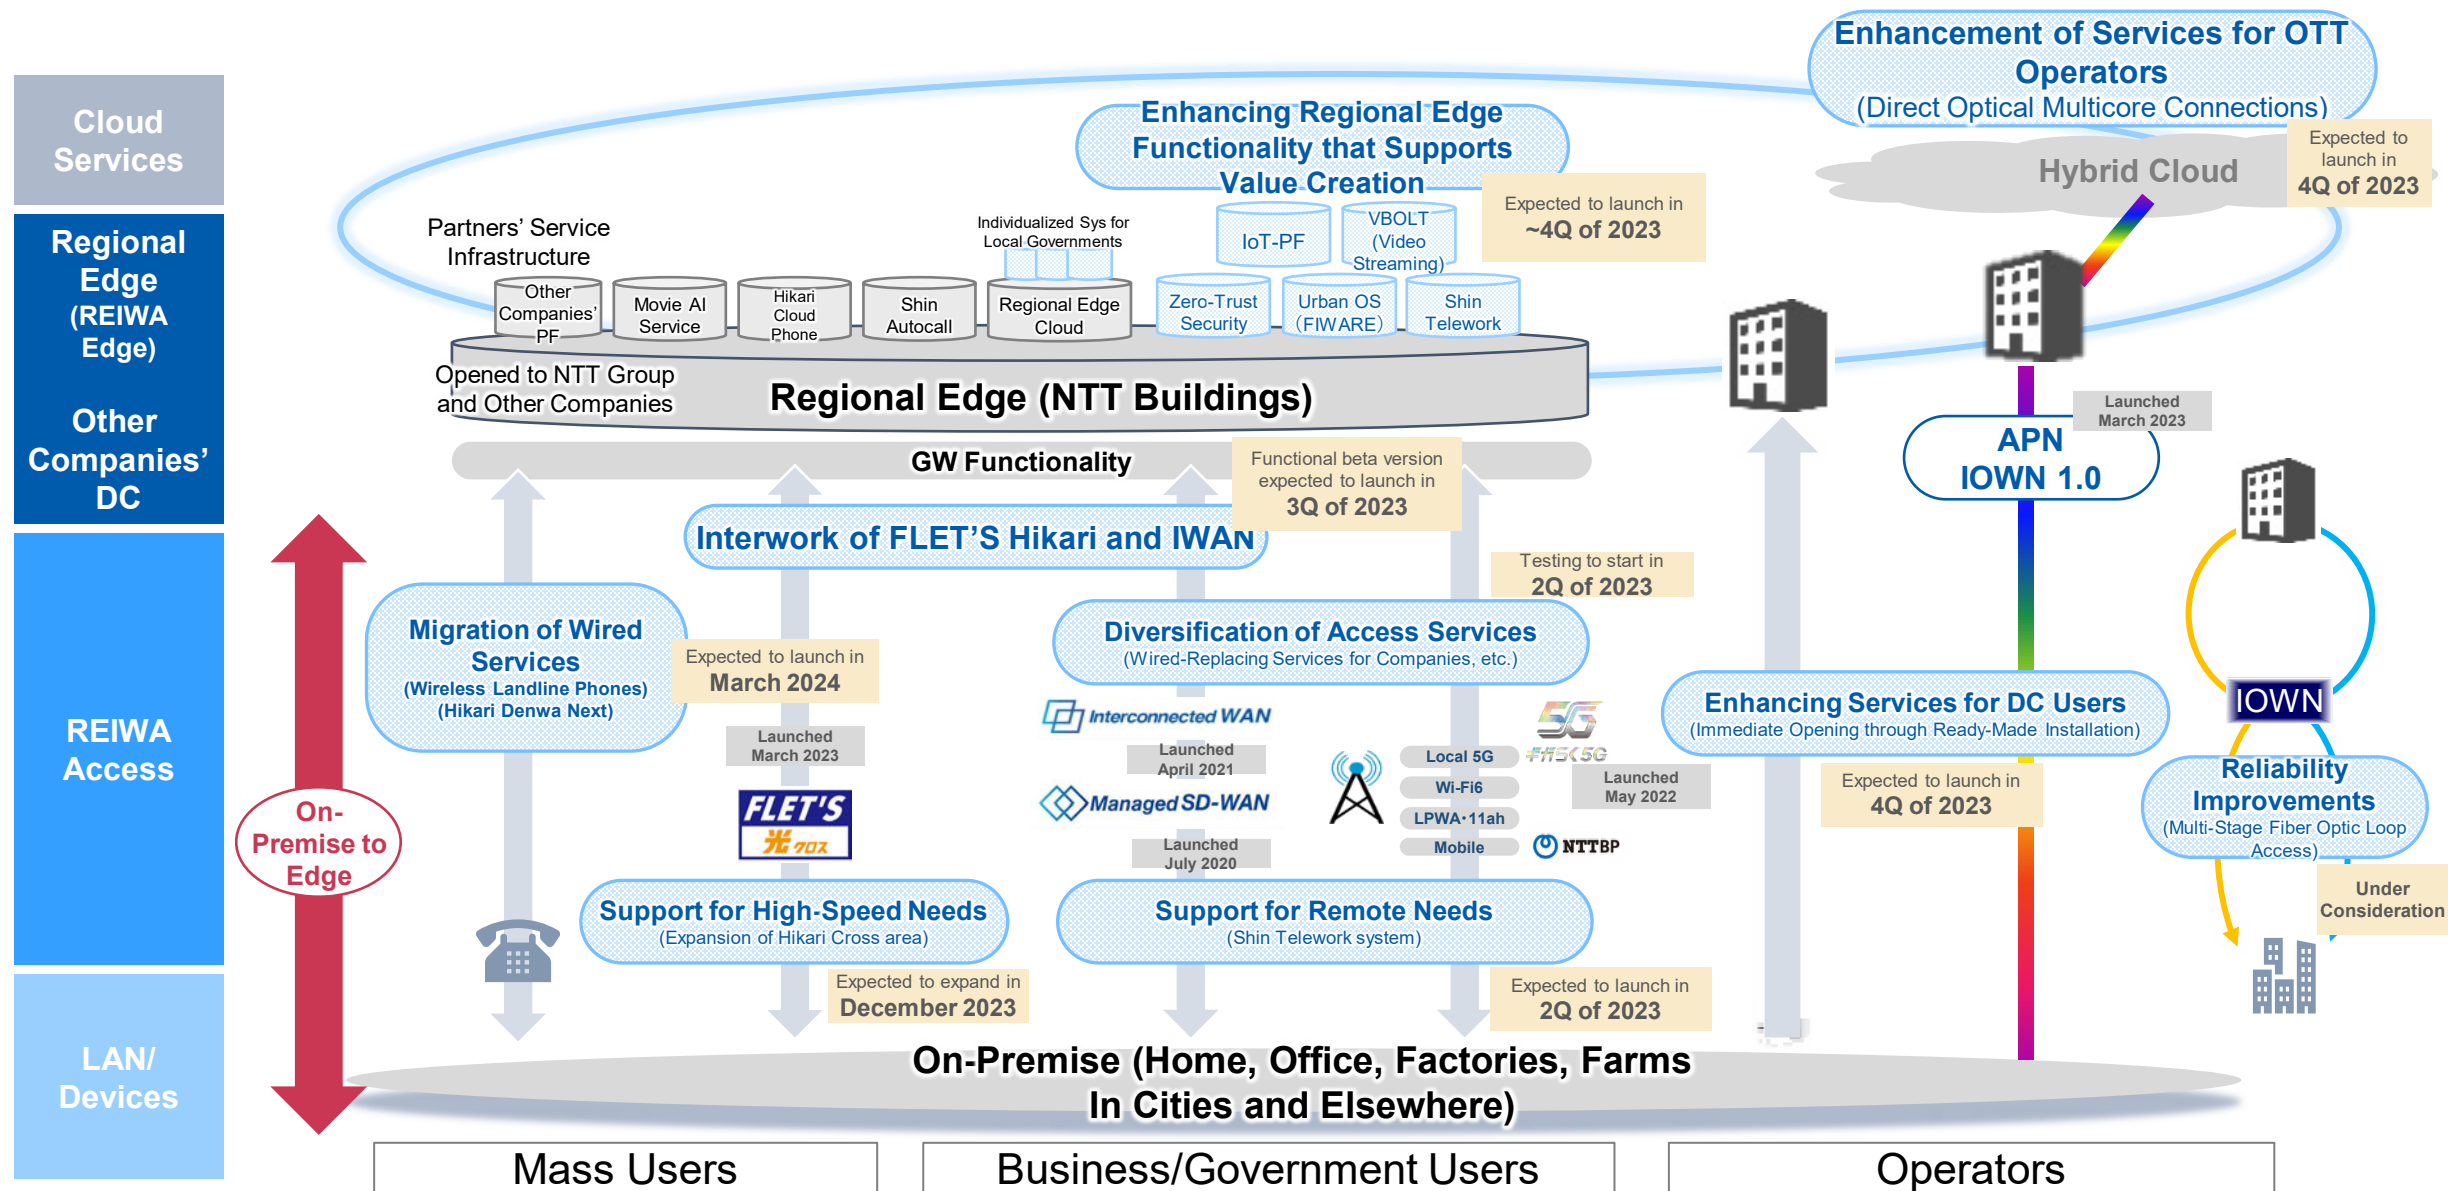 Enhancement of Services for OTT
Operators
(Direct Optical Multicore Connections)
Expected to
launch in
4Q of 2023
Hybrid Cloud
Cloud
Services
Enhancing Regional Edge
Functionality that Supports
Value Creation
Expected to launch in
~4Q of 2023
Regional
Edge
(REIWA
Edge)
Other
Companies'
DC
Partners' Service
Infrastructure
Individualized Sys for
Local Governments
IoT-PF
VBOLT
(Video
Streaming)
Other
Companies'
PF
Movie AI
Service
Hikari
Cloud
Phone
Shin
Autocall
Regional Edge
Cloud
Zero-Trust
Security
Urban OS
(FIWARE)
Shin
Telework
Opened to NTT Group
and Other Companies
Regional Edge (NTT Buildings)
GW Functionality
Functional beta version
expected to launch in
3Q of 2023
Launched
March 2023
APN
IOWN 1.0
Interwork of FLET'S Hikari and IWAN
Testing to start in
2Q of 2023
REIWA
Access
Migration of Wired
Services
(Wireless Landline Phones)
(Hikari Denwa Next)
Expected to launch in
March 2024
Diversification of Access Services
(Wired-Replacing Services for Companies, etc.)
Launched
March 2023
FLET'S
光クロス
Interconnected WAN
Launched
April 2021
Managed SD-WAN
Launched
July 2020
Local 5G
Wi-Fi6
LPWA・11ah
Mobile
5G
ギガらく5G
Launched
May 2022
NTTBP
Enhancing Services for DC Users
(Immediate Opening through Ready-Made Installation)
Expected to launch in
4Q of 2023
IOWN
Reliability
Improvements
(Multi-Stage Fiber Optic Loop
Access)
Under
Consideration
On-
Premise to
Edge
Support for High-Speed Needs
(Expansion of Hikari Cross area)
Expected to expand in
December 2023
Support for Remote Needs
(Shin Telework system)
Expected to launch in
2Q of 2023
LAN/
Devices
On-Premise (Home, Office, Factories, Farms
In Cities and Elsewhere)
Mass Users
Business/Government Users
Operators